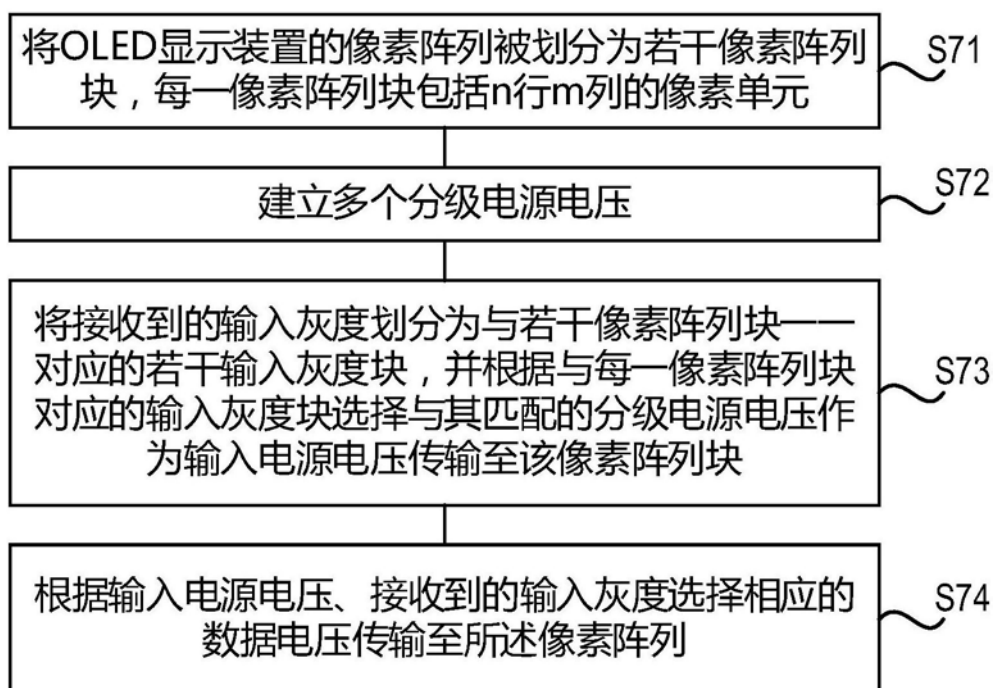 将OLED显示装置的像素阵列被划分为若干像素阵列
块，每一像素阵列块包括n行m列的像素单元
S71
建立多个分级电源电压
S72
将接收到的输入灰度划分为与若干像素阵列块一一
对应的若干输入灰度块，并根据与每一像素阵列块
对应的输入灰度块选择与其匹配的分级电源电压作
为输入电源电压传输至该像素阵列块
S73
根据输入电源电压、接收到的输入灰度选择相应的
数据电压传输至所述像素阵列
S74